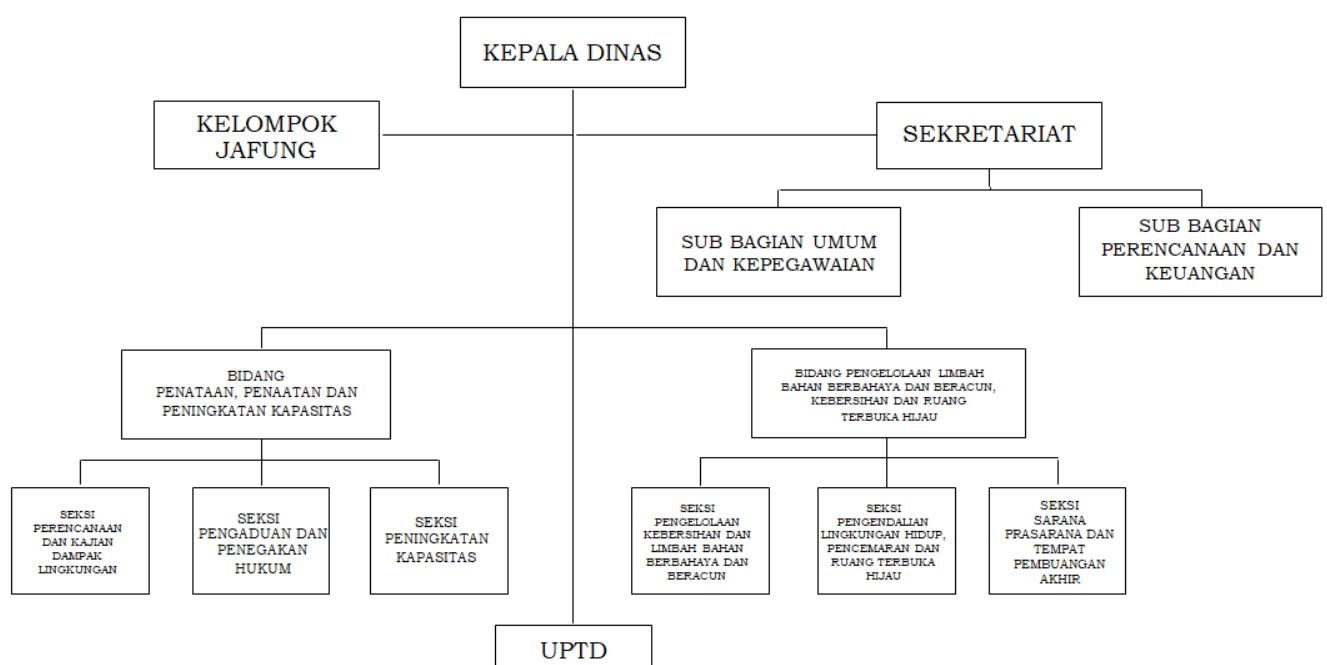 KEPALA DINAS
KELOMPOK
JAFUNG
SEKRETARIAT
SUB BAGIAN UMUM
DAN KEPEGAWAIAN
SUB BAGIAN
PERENCANAAN DAN
KEUANGAN
BIDANG
PENATAAN, PENAATAN DAN
PENINGKATAN KAPASITAS
BIDANG PENGELOLAAN LIMBAH
BAHAN BERBAHAYA DAN BERACUN,
KEBERSIHAN DAN RUANG
TERBUKA HIJAU
SEKSI
PERENCANAAN
DAN KAJIAN
DAMPAK
LINGKUNGAN
SEKSI
PENGADUAN DAN
PENEGAKAN
HUKUM
SEKSI
PENINGKATAN
KAPASITAS
SEKSI
PENGELOLAAN
KEBERSIHAN DAN
LIMBAH BAHAN
BERBAHAYA DAN
BERACUN
SEKSI
PENGENDALIAN
LINGKUNGAN HIDUP,
PENCEMARAN DAN
RUANG TERBUKA
HIJAU
SEKSI
SARANA
PRASARANA DAN
TEMPAT
PEMBUANGAN
AKHIR
UPTD